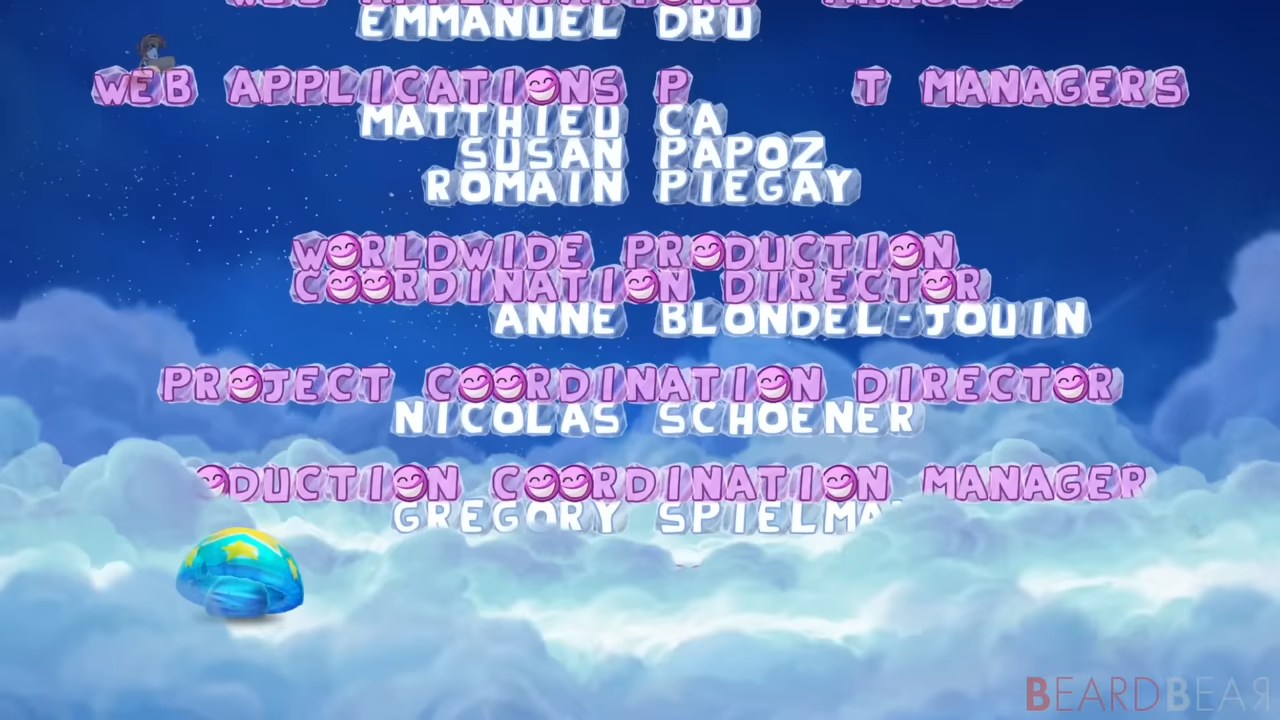 EMMANUEL DRU
WEB APPLICATIONS P T MANAGERS
MATTHIEU CA
SUSAN PAPOZ
ROMAIN PIEGAY
WORLDWIDE PRODUCTION
COORDINATION DIRECTOR
ANNE BLONDEL-JOUIN
PROJECT COORDINATION DIRECTOR
NICOLAS SCHOENER
ODUCTION COORDINATION MANAGER
GREGORY SPIELMA
BEARDBEAR